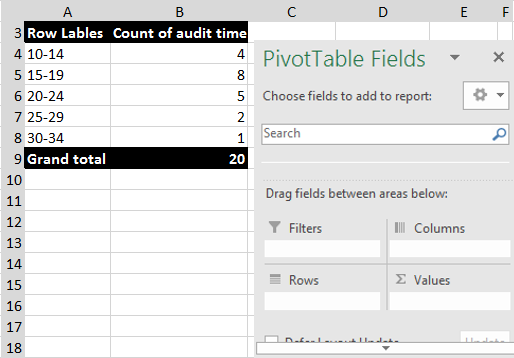 A B C D E F
3 Row Lables Count of audit time
4 10-14 4
5 15-19 8
6 20-24 5
7 25-29 2
8 30-34 1
9 Grand total 20
10
11
12
13
14
15
16
17
18
PivotTable Fields
Choose fields to add to report:
Search
Drag fields between areas below:
Filters Columns
Rows Σ Values
Defer Layout Update Update